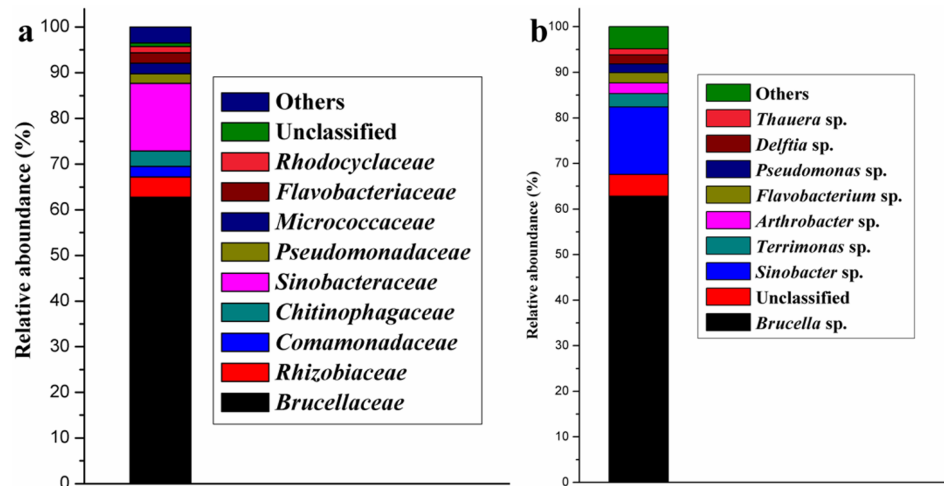 a
Relative aboundance (%)
100
90
80
70
60
50
40
30
20
10
0
Others
Unclassified
Rhodocyclaceae
Flavobacteriaceae
Micrococcaceae
Pseudomonadaceae
Sinobacteraceae
Chitinophagaceae
Comamonadaceae
Rhizobiaceae
Brucellaceae
b
Relative aboundance (%)
100
90
80
70
60
50
40
30
20
10
0
Others
Thauera sp.
Delftia sp.
Pseudomonas sp.
Flavobacterium sp.
Arthrobacter sp.
Terrimonas sp.
Sinobacter sp.
Unclassified
Brucella sp.